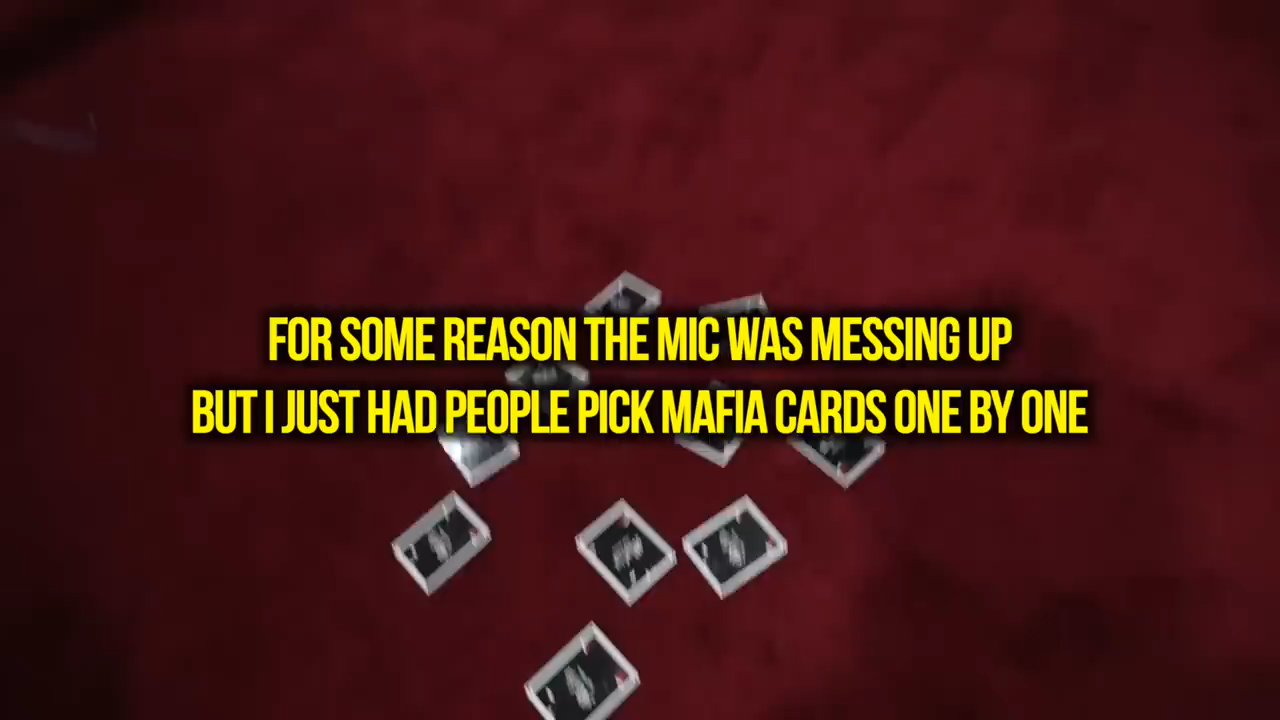 FOR SOME REASON THE MIC WAS MESSING UP
BUT I JUST HAD PEOPLE PICK MAFIA CARDS ONE BY ONE